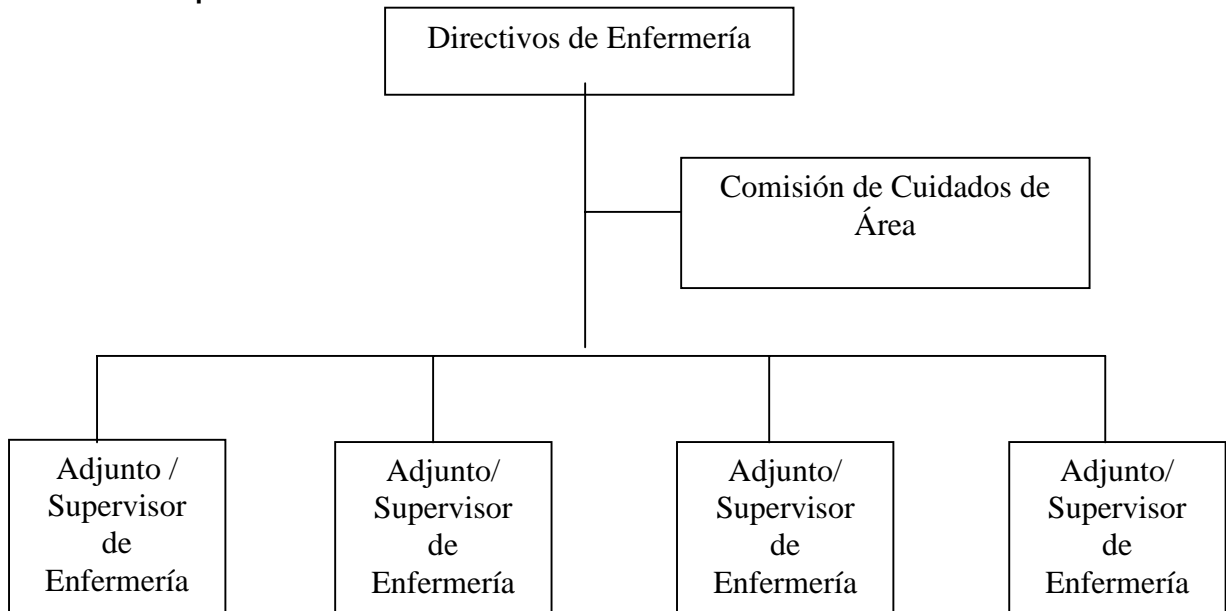 Directivos de Enfermería
Comisión de Cuidados de
Área
Adjunto /
Supervisor
de
Enfermería
Adjunto/
Supervisor
de
Enfermería
Adjunto/
Supervisor
de
Enfermería
Adjunto/
Supervisor
de
Enfermería